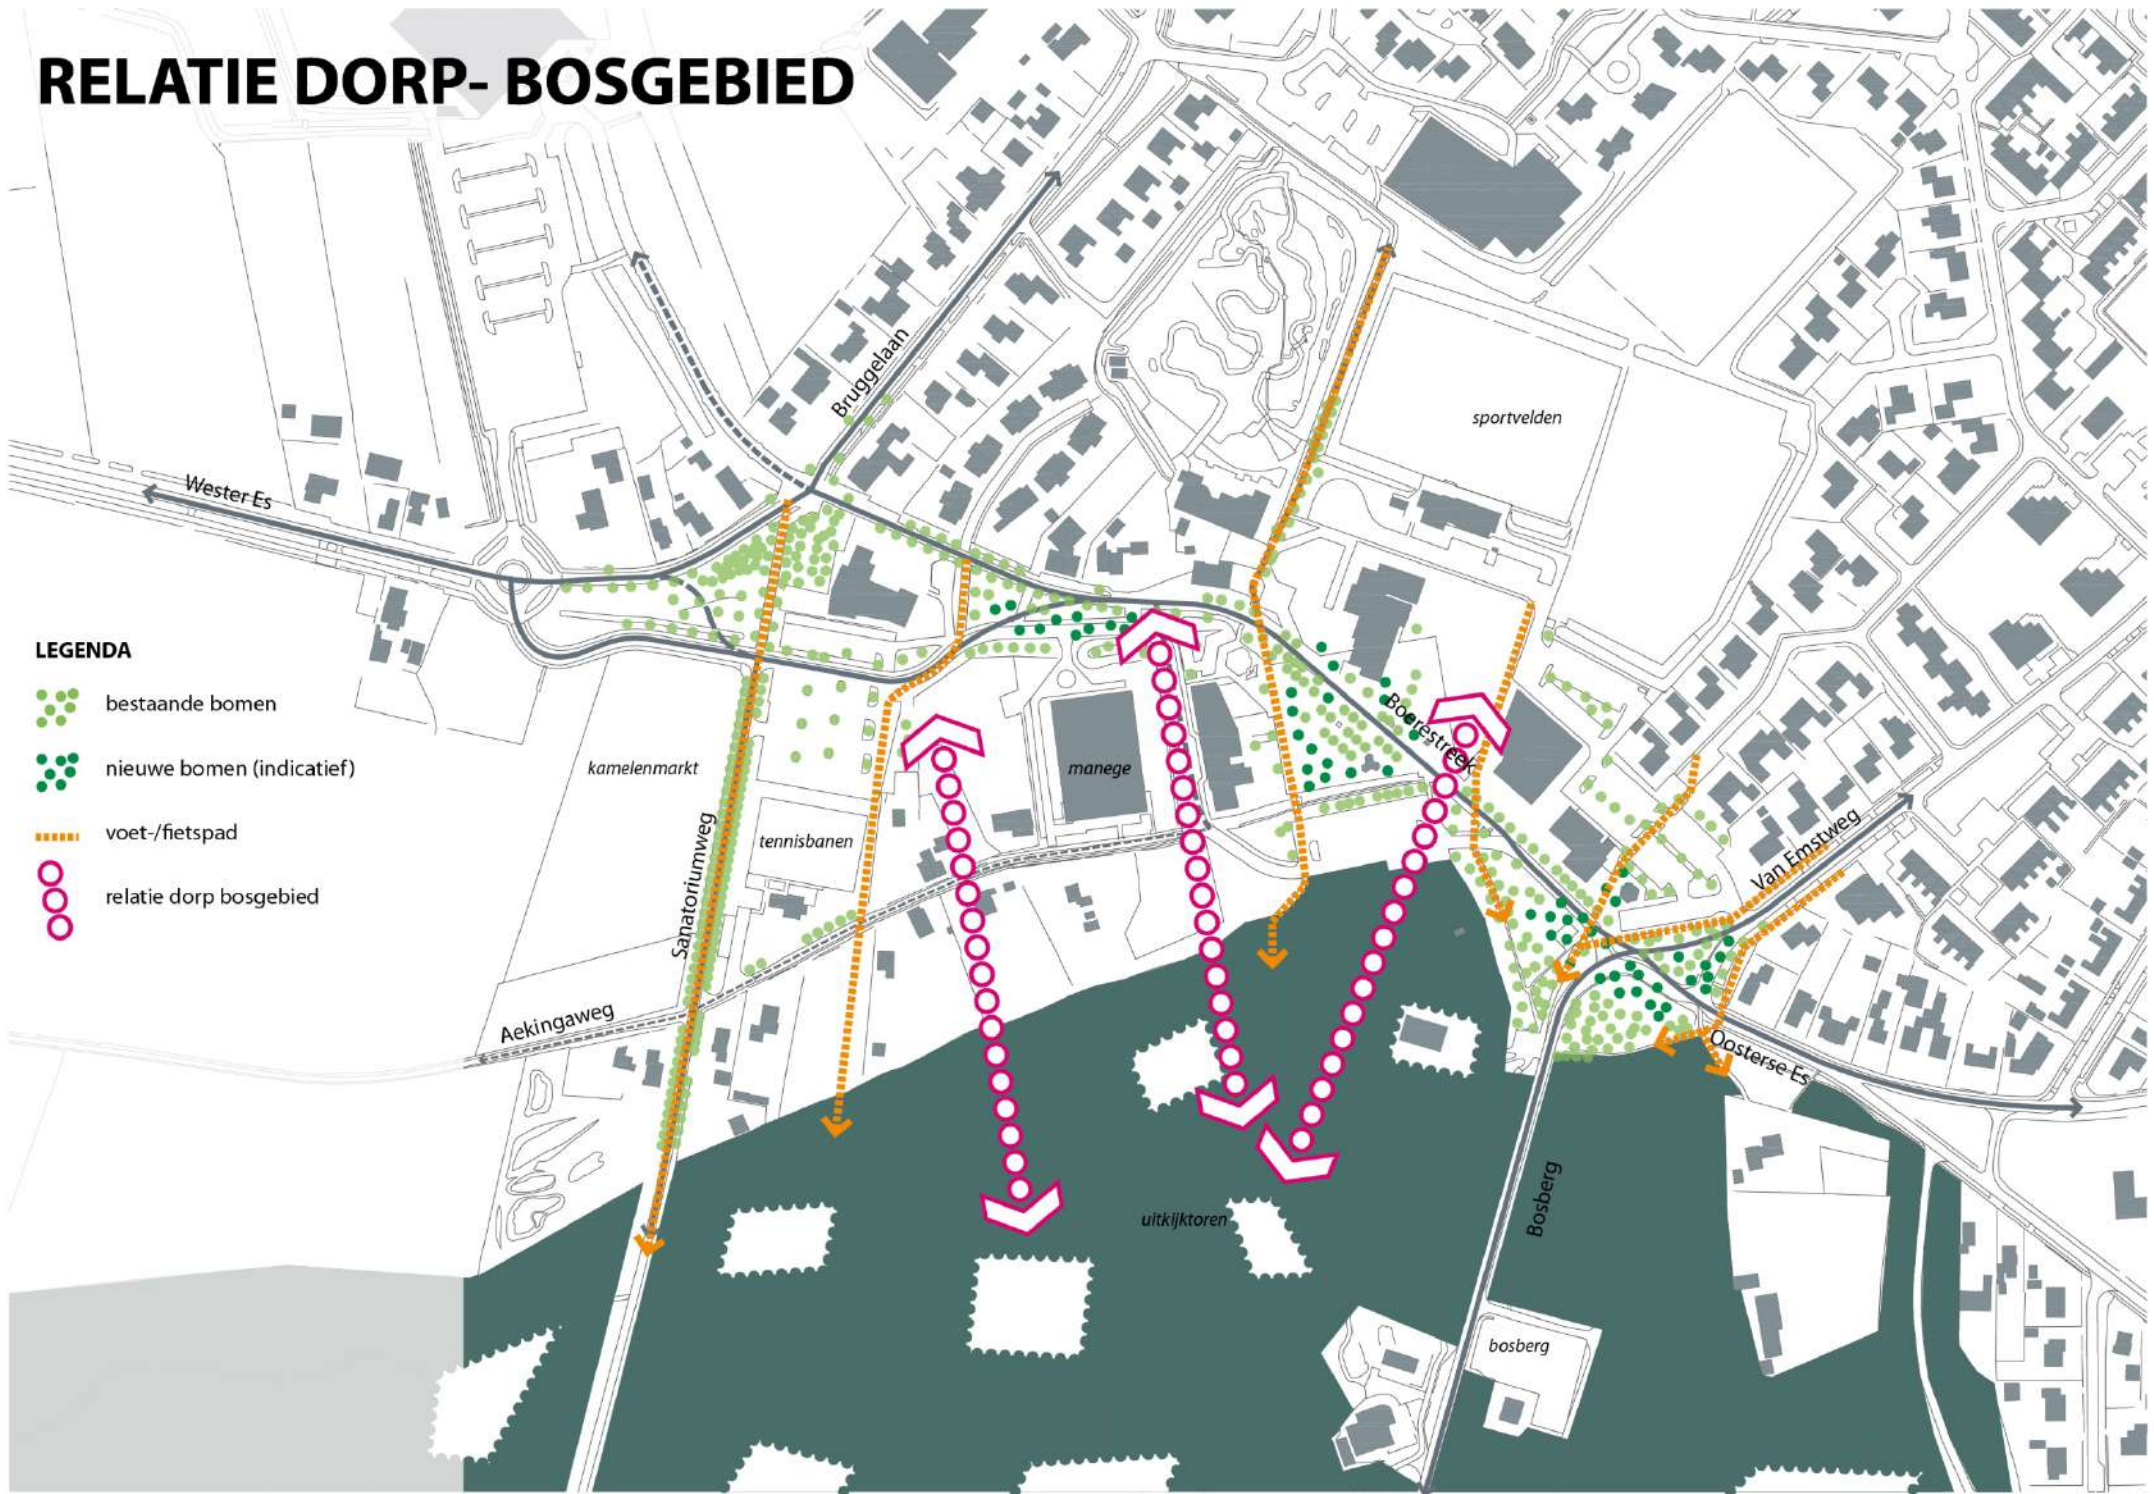 RELATIE DORP- BOSGEBIED
Bruggelaan
sportvelden
Wester Es
LEGENDA
bestaande bomen
nieuwe bomen (indicatief)
voet-/fietspad
relatie dorp bosgebied
kamelenmarkt
manege
Boerestreek
tennisbanen
Sanatoriumweg
Van Emstweg
Aekingaweg
Oosterse Es
Bosberg
uitkijktoren
bosberg